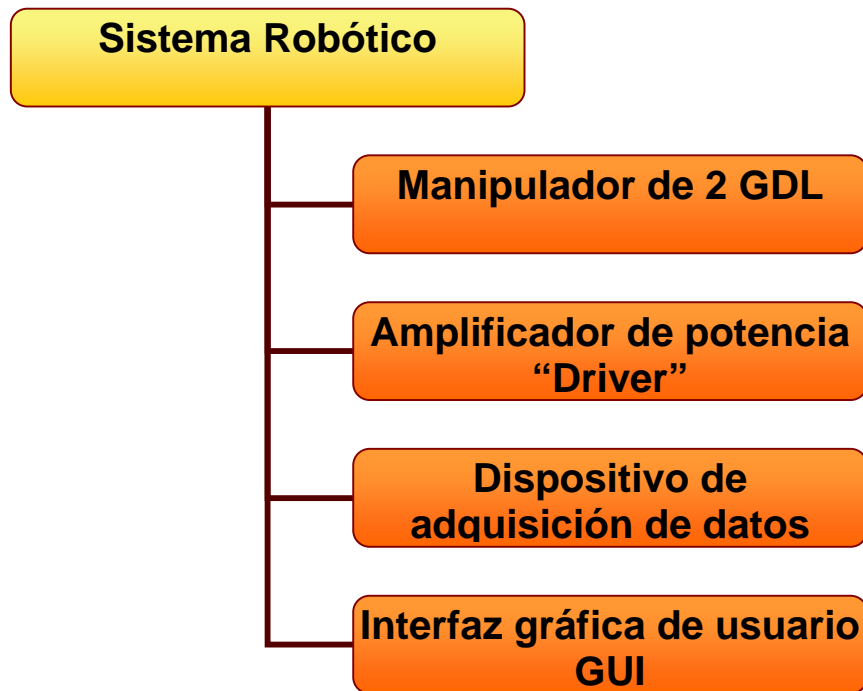 Sistema Robótico
Manipulador de 2 GDL
Amplificador de potencia
“Driver”
Dispositivo de
adquisición de datos
Interfaz gráfica de usuario
GUI